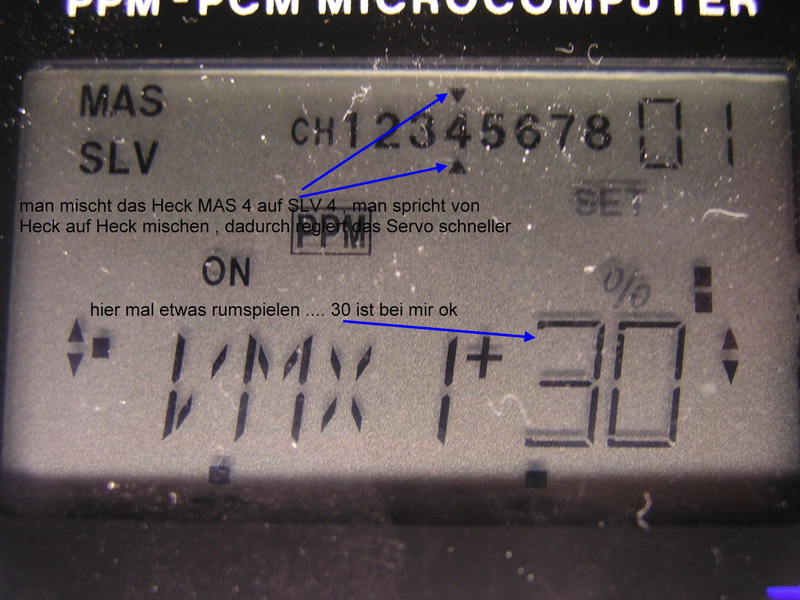 PPM-PCM MICROCOMPUTER
MAS CH12345678 01
SLV
man mischt das Heck MAS 4 auf SLV 4 man spricht von
SET
Heck auf Heck mischen , dadurch regiert das Servo schneller
PPM
ON
%
hier mal etwas rumspielen .... 30 ist bei mir ok
VMX 1+30